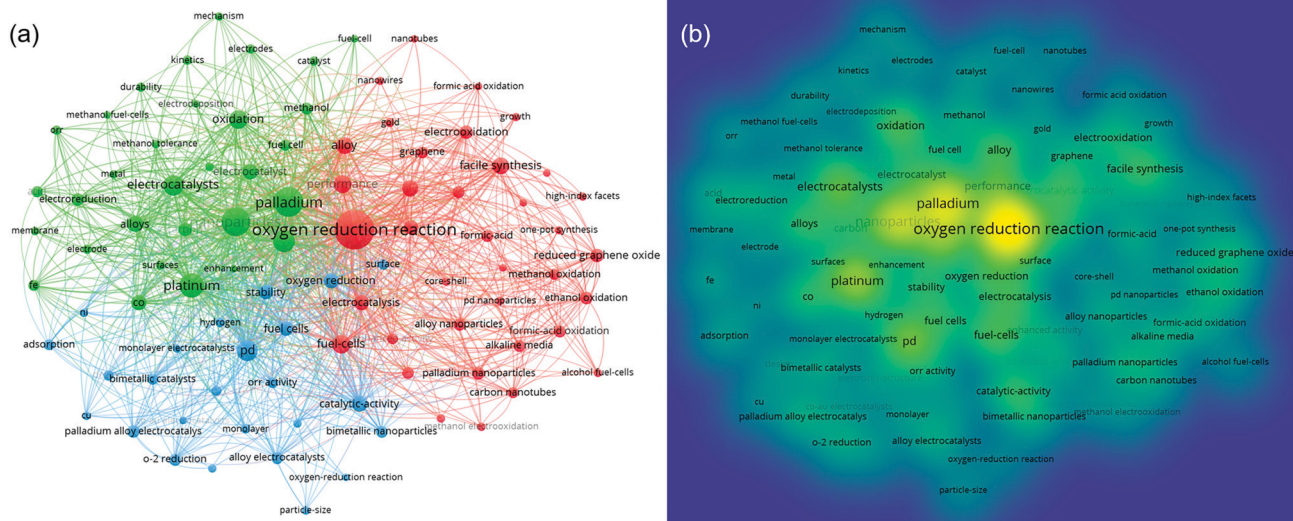 (a)
mechanism
electrodes
fuel-cell
nanotubes
kinetics
catalyst
nanowires
durability
electrodeposition
methanol
formic acid oxidation
methanol fuel-cells
oxidation
gold
growth
orr
electrooxidation
methanol tolerance
fuel cell
alloy
graphene
metal
electrocatalyst
facile synthesis
acid
electrocatalysts
performance
electroreduction
palladium
high-index facets
membrane
alloys
nanoparticles
oxygen reduction reaction
formic-acid
one-pot synthesis
electrode
surfaces
enhancement
surface
reduced graphene oxide
fe
platinum
oxygen reduction
core-shell
methanol oxidation
stability
co
electrocatalysis
pd nanoparticles
ethanol oxidation
ni
hydrogen
fuel cells
alloy nanoparticles
formic-acid oxidation
adsorption
monolayer electrocatalysts
pd
fuel-cells
alkaline media
bimetallic catalysts
orr activity
palladium nanoparticles
alcohol fuel-cells
carbon nanotubes
cu
catalytic-activity
palladium alloy electrocatalys
monolayer
bimetallic nanoparticles
methanol electrooxidation
o-2 reduction
alloy electrocatalysts
oxygen-reduction reaction
particle-size
(b)
mechanism
electrodes
fuel-cell
nanotubes
kinetics
catalyst
nanowires
durability
electrodeposition
methanol
formic acid oxidation
methanol fuel-cells
oxidation
gold
growth
orr
electrooxidation
methanol tolerance
fuel cell
alloy
graphene
metal
electrocatalyst
facile synthesis
acid
electrocatalysts
performance
electrocatalytic activity
electroreduction
palladium
high-index facets
membrane
alloys
nanoparticles
carbon
oxygen reduction reaction
formic-acid
one-pot synthesis
electrode
surfaces
enhancement
surface
reduced graphene oxide
fe
platinum
oxygen reduction
core-shell
methanol oxidation
stability
co
electrocatalysis
pd nanoparticles
ethanol oxidation
ni
hydrogen
fuel cells
alloy nanoparticles
formic-acid oxidation
enhanced activity
adsorption
monolayer electrocatalysts
pd
fuel-cells
alkaline media
bimetallic catalysts
orr activity
palladium nanoparticles
alcohol fuel-cells
carbon nanotubes
cu
catalytic-activity
palladium alloy electrocatalys
monolayer
bimetallic nanoparticles
methanol electrooxidation
o-2 reduction
alloy electrocatalysts
oxygen-reduction reaction
particle-size